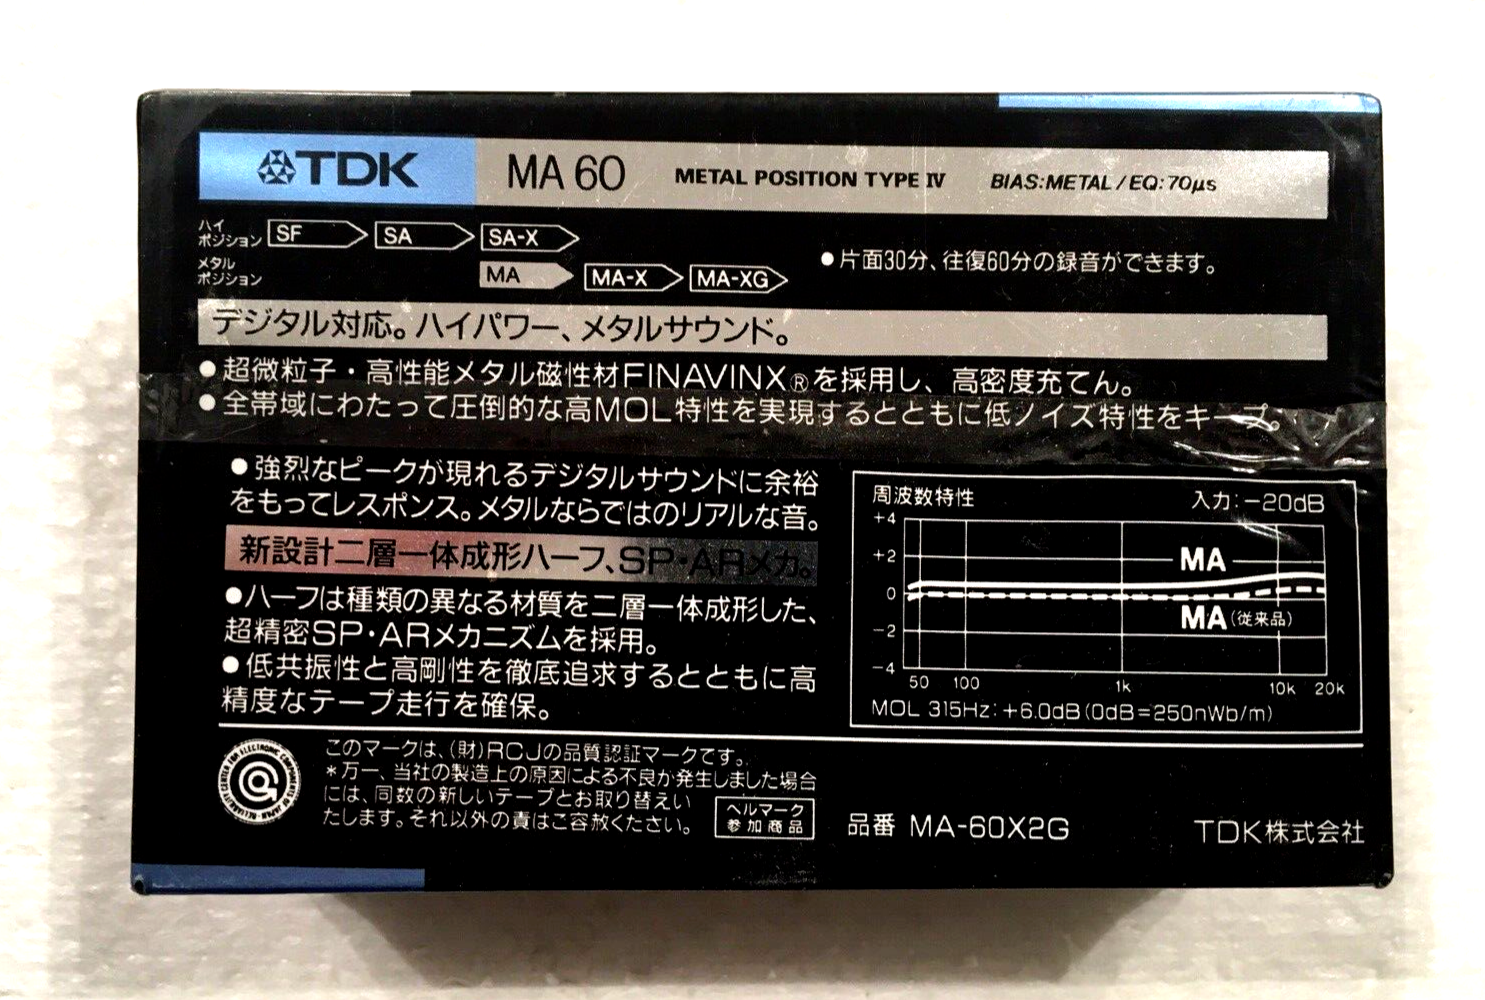 TDK MA 60 METAL POSITION TYPE IV BIAS:METAL / EQ:70μs
ハイ
ポジション SF SA SA-X
メタル
ポジション MA MA-X MA-XG
●片面30分、往復60分の録音ができます。
デジタル対応。ハイパワー、メタルサウンド。
●超微粒子・高性能メタル磁性材FINAVINX®を採用し、高密度充てん。
●全帯域にわたって圧倒的な高MOL特性を実現するとともに低ノイズ特性をキープ。
●強烈なピークが現れるデジタルサウンドに余裕
をもってレスポンス。メタルならではのリアルな音。
新設計二層一体成形ハーフ、SP・ARメカ。
●ハーフは種類の異なる材質を二層一体成形した、
超精密SP・ARメカニズムを採用。
●低共振性と高剛性を徹底追求するとともに高
精度なテープ走行を確保。
周波数特性 入力:−20dB
+4
+2
0
−2
−4
MA
MA(従来品)
50 100 1k 10k 20k
MOL 315Hz:+6.0dB(0dB=250nWb/m)
このマークは、(財)RCJの品質認証マークです。
*万一、当社の製造上の原因による不良が発生しました場合
には、同数の新しいテープとお取り替えい
たします。それ以外の責はご容赦ください。
ベルマーク
参加商品
品番 MA-60X2G
TDK株式会社